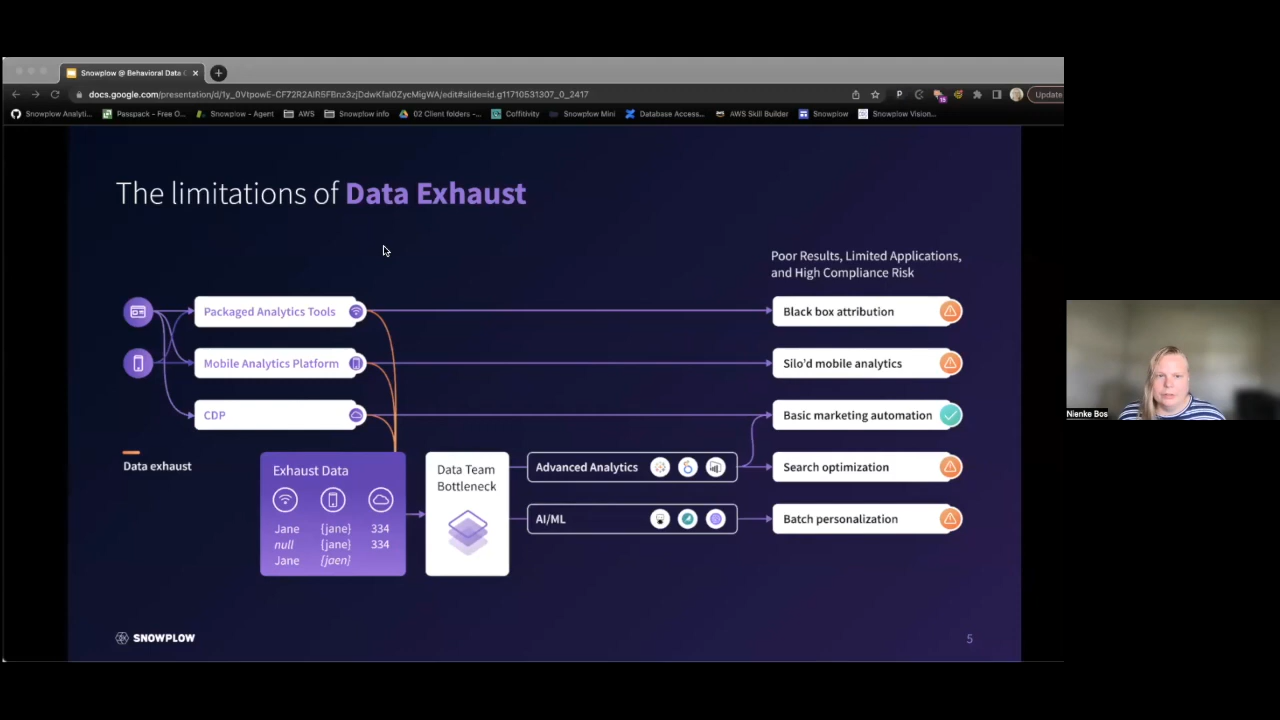 Snowplow @ Behavioral Data
docs.google.com/presentation/d/1y_0VtpowE-CF72R2AIR5FBnz3zjDdwKfaI0ZycMigWA/edit#slide=id.g11710531307_0_2417
Update
Snowplow Analyti...
Passpack - Free O...
Snowplow - Agent
AWS
Snowplow info
02 Client folders -...
Coffitivity
Snowplow Mini
Database Access...
AWS Skill Builder
Snowplow
Snowplow Vision...
The limitations of Data Exhaust
Poor Results, Limited Applications,
and High Compliance Risk
Packaged Analytics Tools
Black box attribution
Mobile Analytics Platform
Silo'd mobile analytics
CDP
Basic marketing automation
Data exhaust
Exhaust Data
Jane {jane} 334
null {jane} 334
Jane {jaen}
Data Team
Bottleneck
Advanced Analytics
Search optimization
AI/ML
Batch personalization
SNOWPLOW
5
Nienke Bos